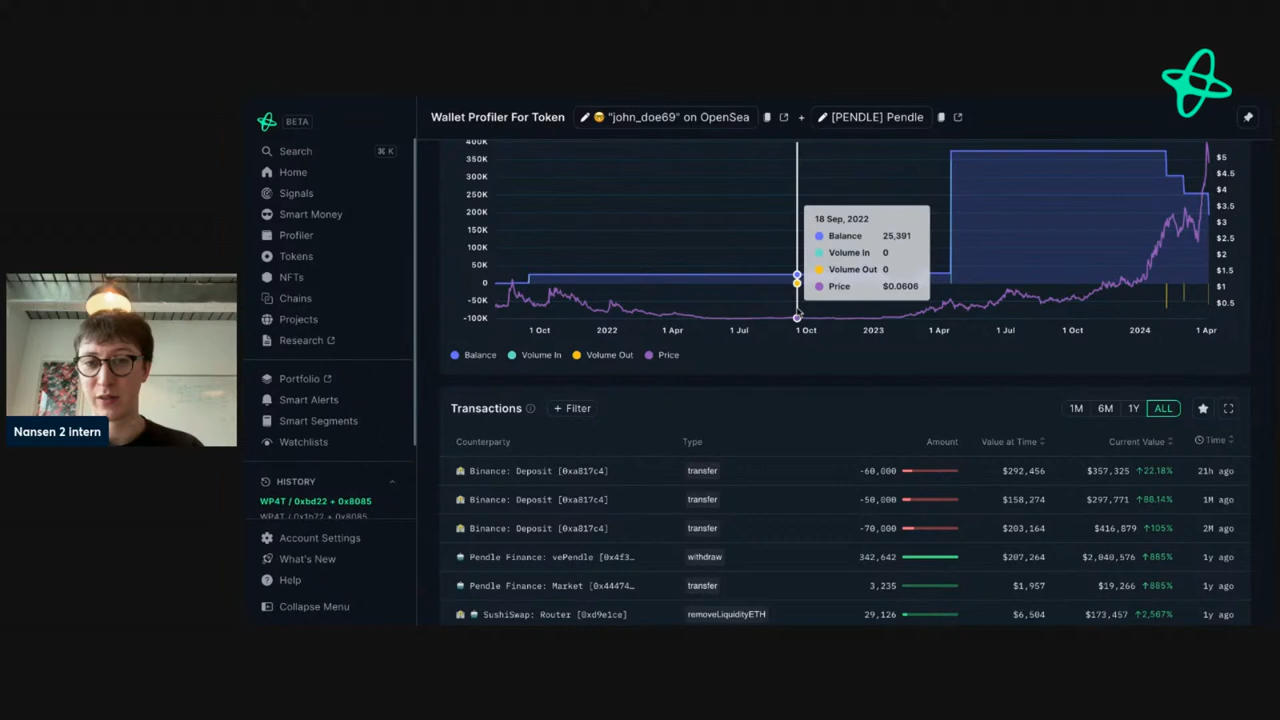 BETA
Search
⌘ K
Home
Signals
Smart Money
Profiler
Tokens
NFTs
Chains
Projects
Research
Portfolio
Smart Alerts
Smart Segments
Watchlists
HISTORY
WP4T / 0xbd22 + 0x8085
WP4T / 0x1b72 + 0x8085
Account Settings
What's New
Help
Collapse Menu
Nansen 2 intern
Wallet Profiler For Token "john_doe69" on OpenSea + [PENDLE] Pendle
400K
350K
300K
250K
200K
150K
100K
50K
0
-50K
-100K
$5
$4.5
$4
$3.5
$3
$2.5
$2
$1.5
$1
$0.5
18 Sep, 2022
Balance 25,391
Volume In 0
Volume Out 0
Price $0.0606
1 Oct 2022 1 Apr 1 Jul 1 Oct 2023 1 Apr 1 Jul 1 Oct 2024 1 Apr
Balance Volume In Volume Out Price
Transactions + Filter 1M 6M 1Y ALL
Counterparty Type Amount Value at Time Current Value Time
Binance: Deposit [0xa817c4] transfer -60,000 $292,456 $357,325 ↑22.18% 21h ago
Binance: Deposit [0xa817c4] transfer -50,000 $158,274 $297,771 ↑88.14% 1M ago
Binance: Deposit [0xa817c4] transfer -70,000 $203,164 $416,879 ↑105% 2M ago
Pendle Finance: vePendle [0x4f3… withdraw 342,642 $207,264 $2,040,576 ↑885% 1y ago
Pendle Finance: Market [0x44474… transfer 3,235 $1,957 $19,266 ↑885% 1y ago
SushiSwap: Router [0xd9e1c] removeLiquidityETH 29,126 $6,504 $173,457 ↑2,567% 1y ago